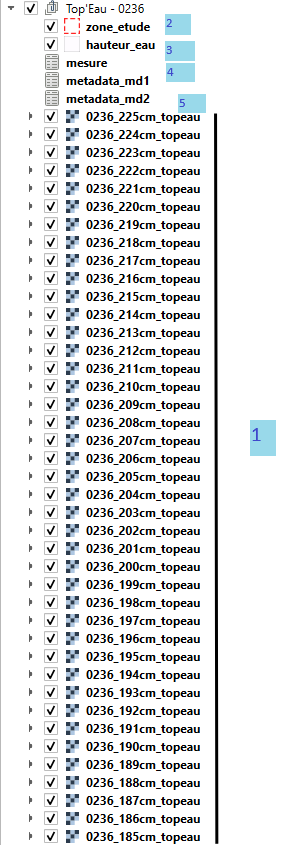 Top'Eau - 0236
zone_etude 2
hauteur_eau 3
mesure 4
metadata_md1
metadata_md2 5
0236_225cm_topeau
0236_224cm_topeau
0236_223cm_topeau
0236_222cm_topeau
0236_221cm_topeau
0236_220cm_topeau
0236_219cm_topeau
0236_218cm_topeau
0236_217cm_topeau
0236_216cm_topeau
0236_215cm_topeau
0236_214cm_topeau
0236_213cm_topeau
0236_212cm_topeau
0236_211cm_topeau
0236_210cm_topeau
0236_209cm_topeau
0236_208cm_topeau
0236_207cm_topeau 1
0236_206cm_topeau
0236_205cm_topeau
0236_204cm_topeau
0236_203cm_topeau
0236_202cm_topeau
0236_201cm_topeau
0236_200cm_topeau
0236_199cm_topeau
0236_198cm_topeau
0236_197cm_topeau
0236_196cm_topeau
0236_195cm_topeau
0236_194cm_topeau
0236_193cm_topeau
0236_192cm_topeau
0236_191cm_topeau
0236_190cm_topeau
0236_189cm_topeau
0236_188cm_topeau
0236_187cm_topeau
0236_186cm_topeau
0236_185cm_topeau